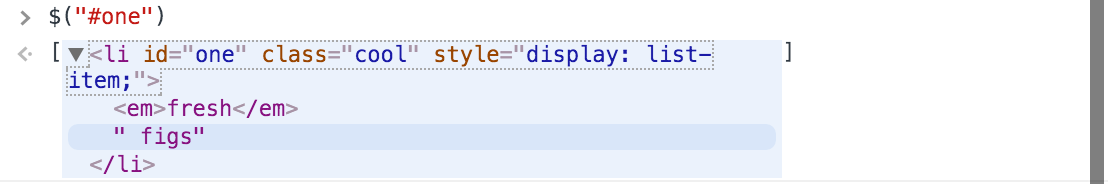 > $("#one")
< [ ▼<li id="one" class="cool" style="display: list- ]
item;">
<em>fresh</em>
" figs"
</li>